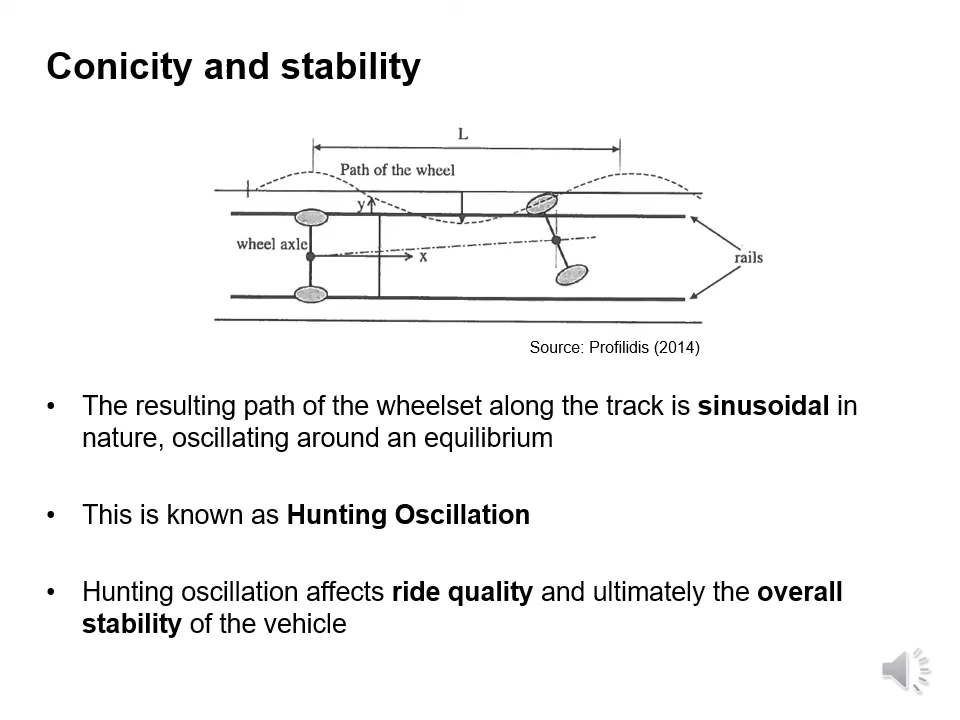 Conicity and stability
L
Path of the wheel
y
wheel axle
x
rails
Source: Profilidis (2014)
• The resulting path of the wheelset along the track is sinusoidal in
nature, oscillating around an equilibrium
• This is known as Hunting Oscillation
• Hunting oscillation affects ride quality and ultimately the overall
stability of the vehicle